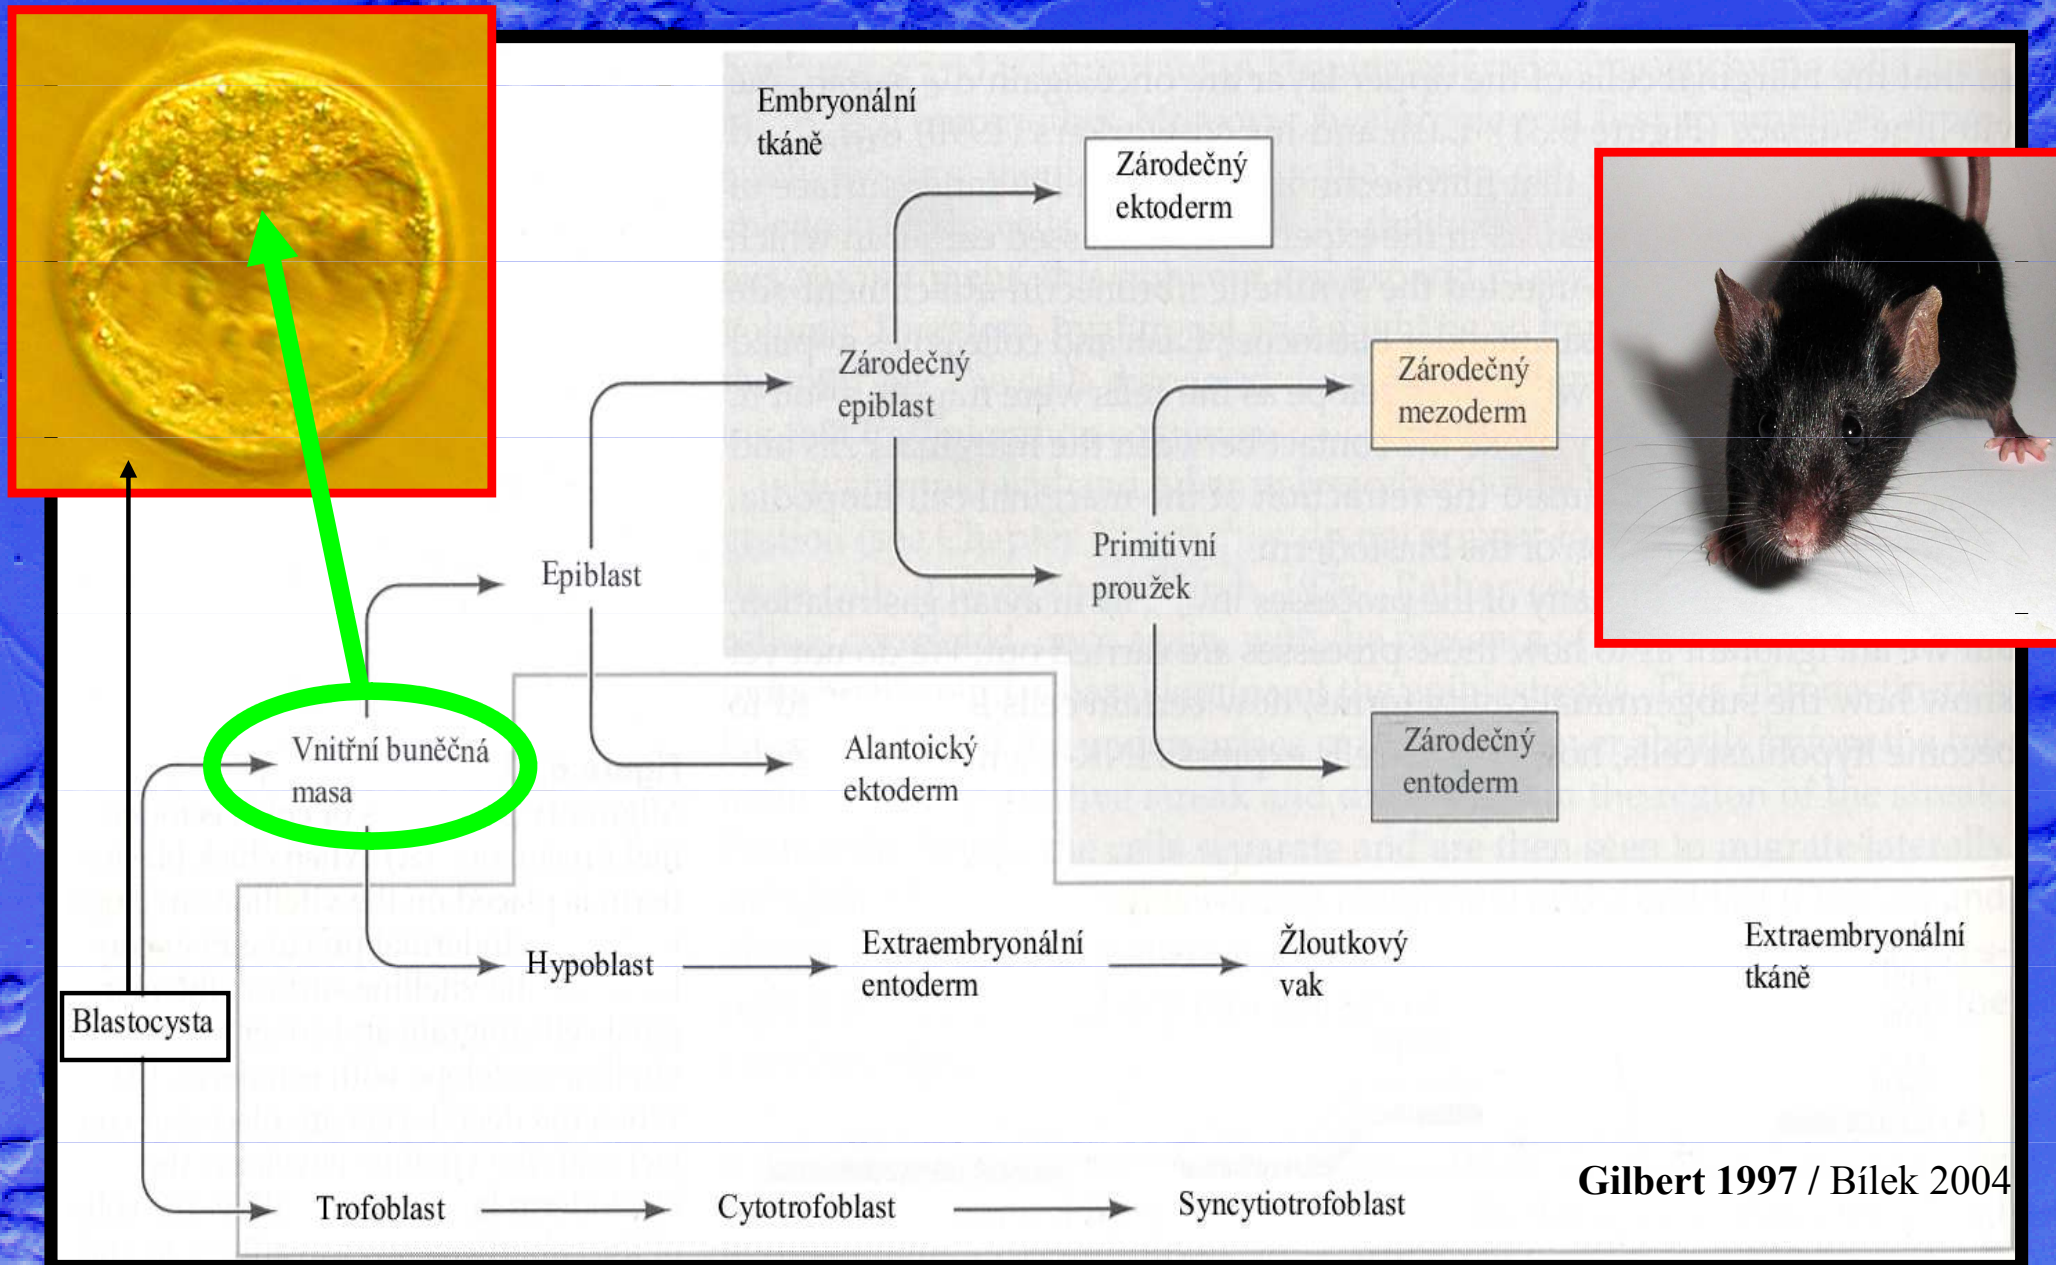 Embryonální
tkáně
Zárodečný
ektoderm
Zárodečný
epiblast
Zárodečný
mezoderm
Primitivní
proužek
Epiblast
Vnitřní buněčná
masa
Alantoický
ektoderm
Zárodečný
entoderm
Hypoblast
Extraembryonální
entoderm
Žloutkový
vak
Extraembryonální
tkáně
Blastocysta
Trofoblast
Cytotrofoblast
Syncytiotrofoblast
Gilbert 1997 / Bílek 2004